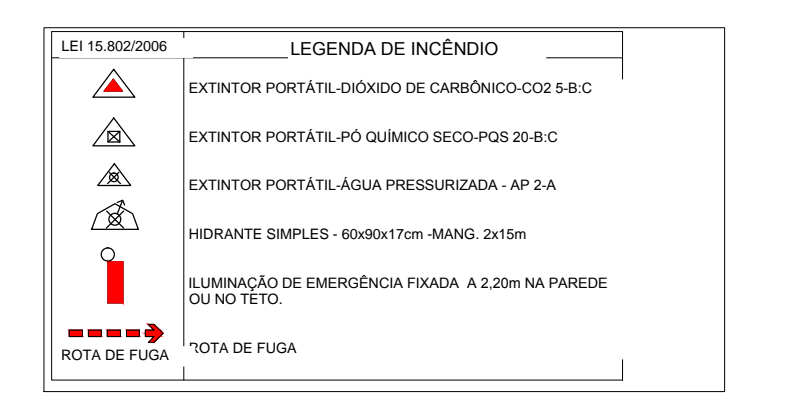 LEI 15.802/2006
LEGENDA DE INCÊNDIO
EXTINTOR PORTÁTIL-DIÓXIDO DE CARBÔNICO-CO2 5-B:C
EXTINTOR PORTÁTIL-PÓ QUÍMICO SECO-PQS 20-B:C
EXTINTOR PORTÁTIL-ÁGUA PRESSURIZADA - AP 2-A
HIDRANTE SIMPLES - 60x90x17cm -MANG. 2x15m
ILUMINAÇÃO DE EMERGÊNCIA FIXADA  A 2,20m NA PAREDE
OU NO TETO.
ROTA DE FUGA
ROTA DE FUGA